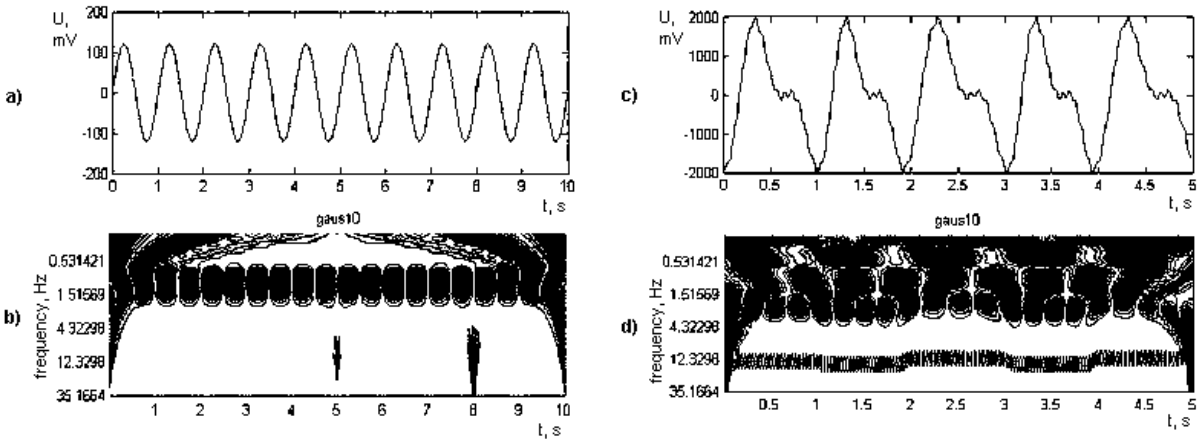 a)
U,
mV
200
100
0
-100
-200
0 1 2 3 4 5 6 7 8 9 10
t, s
c)
U,
mV
2000
1000
0
-1000
-2000
0 0.5 1 1.5 2 2.5 3 3.5 4 4.5 5
t, s
b)
gaus10
frequency, Hz
0.531421
1.51569
4.32298
12.3298
35.1664
1 2 3 4 5 6 7 8 9 10
t, s
d)
gaus10
frequency, Hz
0.531421
1.51569
4.32298
12.3298
35.1664
0.5 1 1.5 2 2.5 3 3.5 4 4.5 5
t, s